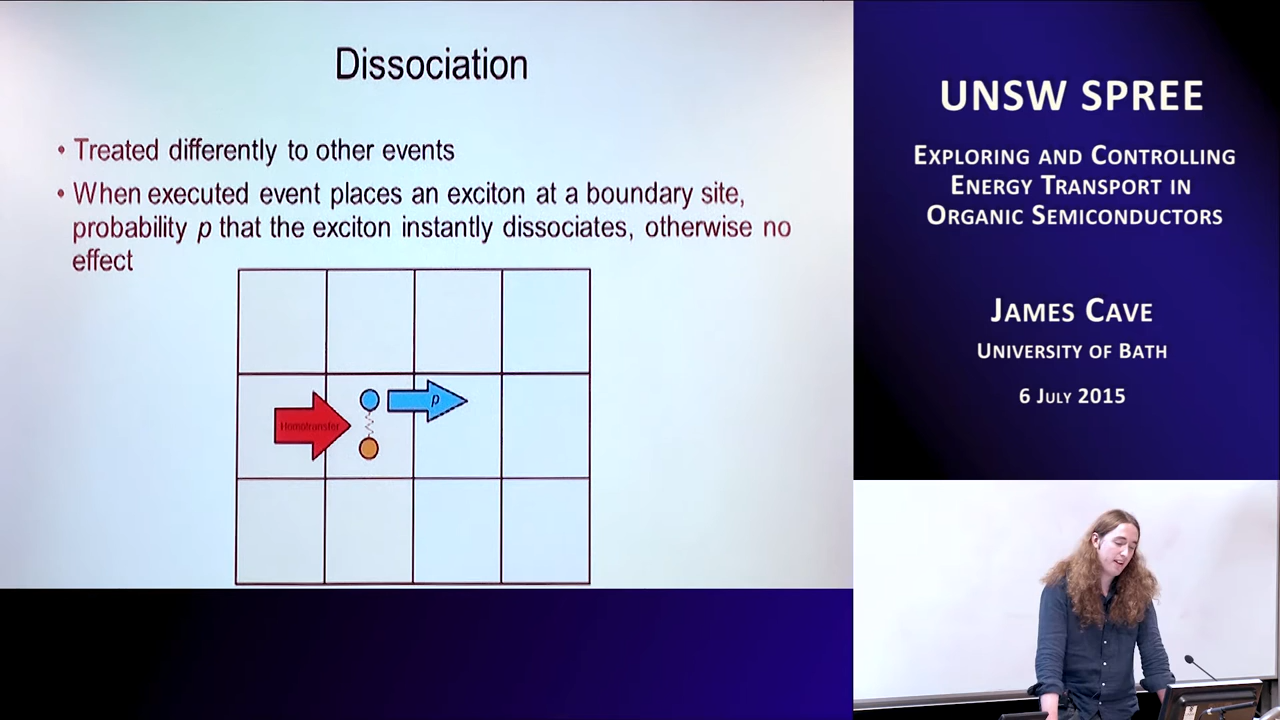 Dissociation
• Treated differently to other events
• When executed event places an exciton at a boundary site,
probability p that the exciton instantly dissociates, otherwise no
effect
Homotransfer
p
UNSW SPREE
Exploring and Controlling
Energy Transport in
Organic Semiconductors
James Cave
University of Bath
6 July 2015